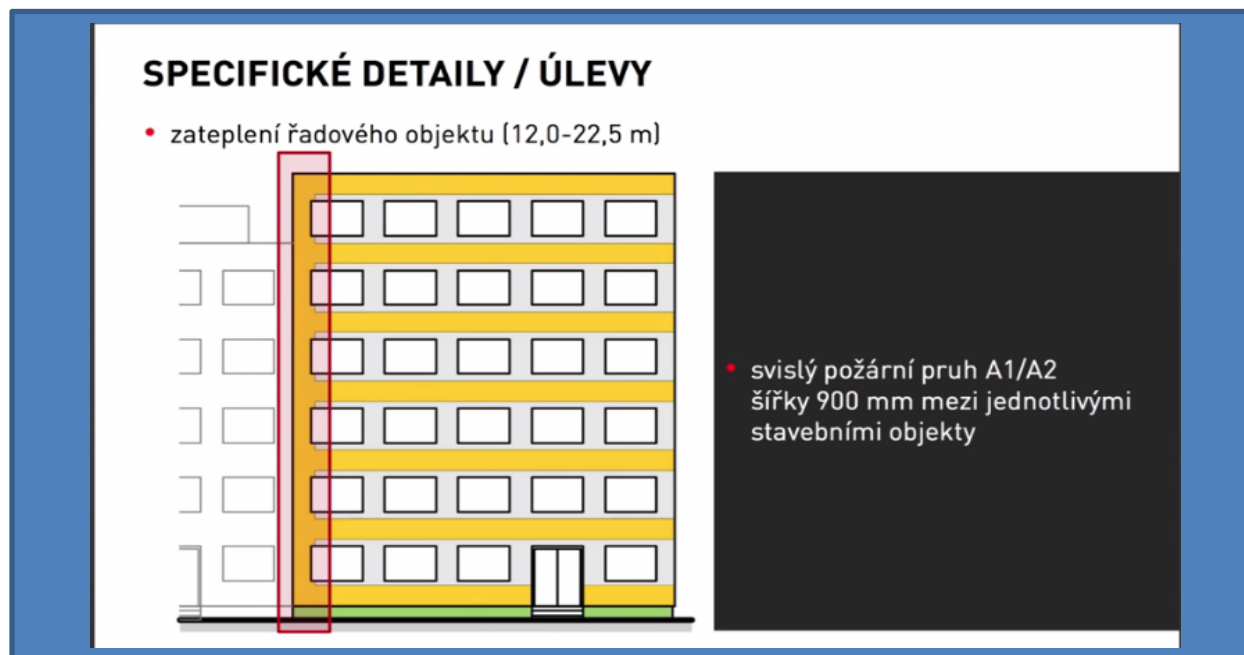 SPECIFICKÉ DETAILY / ÚLEVY
• zateplení řadového objektu (12,0-22,5 m)
• svislý požární pruh A1/A2
šířky 900 mm mezi jednotlivými
stavebními objekty